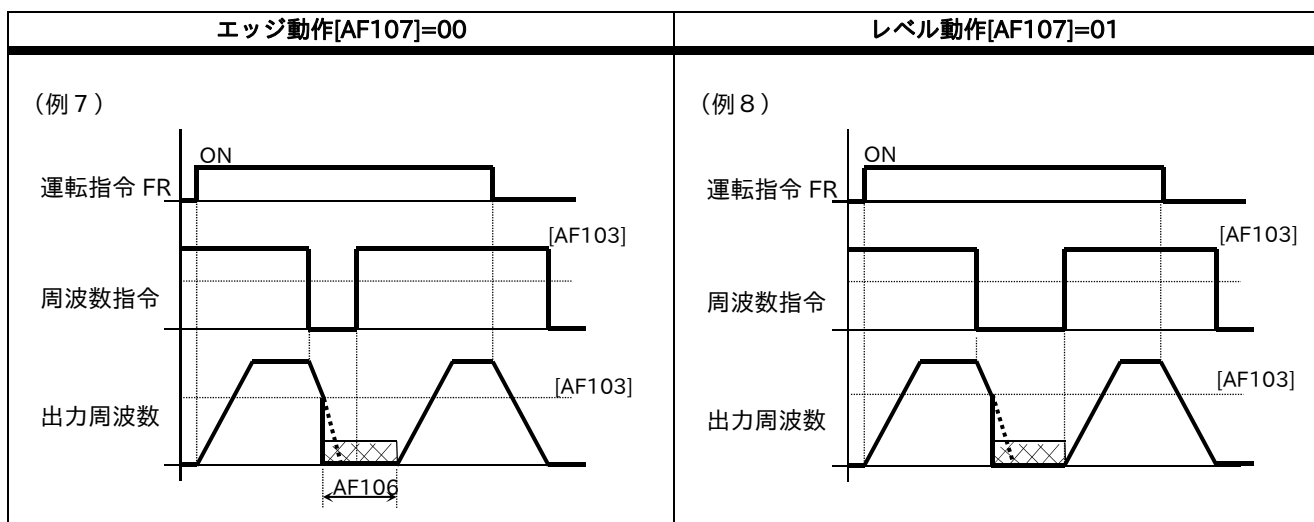 エッジ動作[AF107]=00
レベル動作[AF107]=01
（例７）
ON
運転指令 FR
[AF103]
周波数指令
[AF103]
出力周波数
AF106
（例８）
ON
運転指令 FR
[AF103]
周波数指令
[AF103]
出力周波数